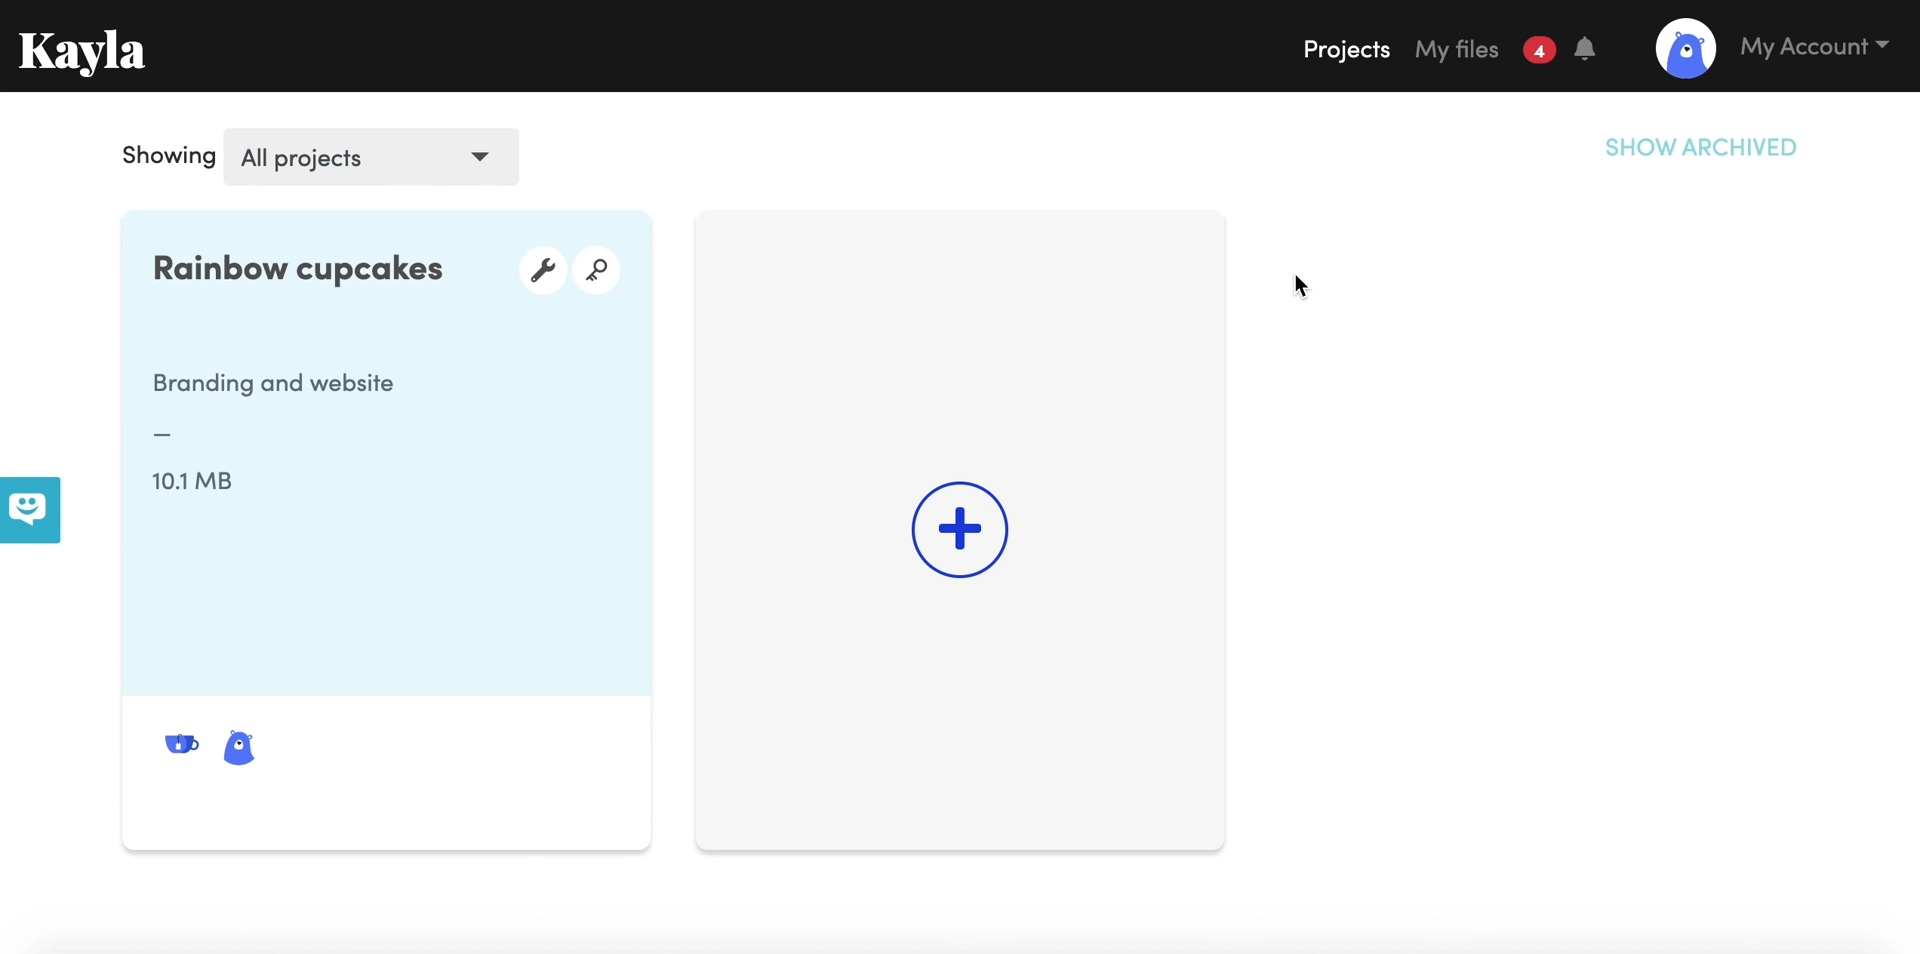 Kayla
Projects
My files
4
My Account
Showing
All projects
SHOW ARCHIVED
Rainbow cupcakes
Branding and website
–
10.1 MB